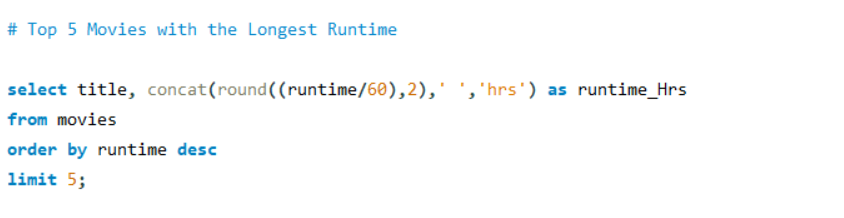 # Top 5 Movies with the Longest Runtime
select title, concat(round((runtime/60),2),' ','hrs') as runtime_Hrs
from movies
order by runtime desc
limit 5;